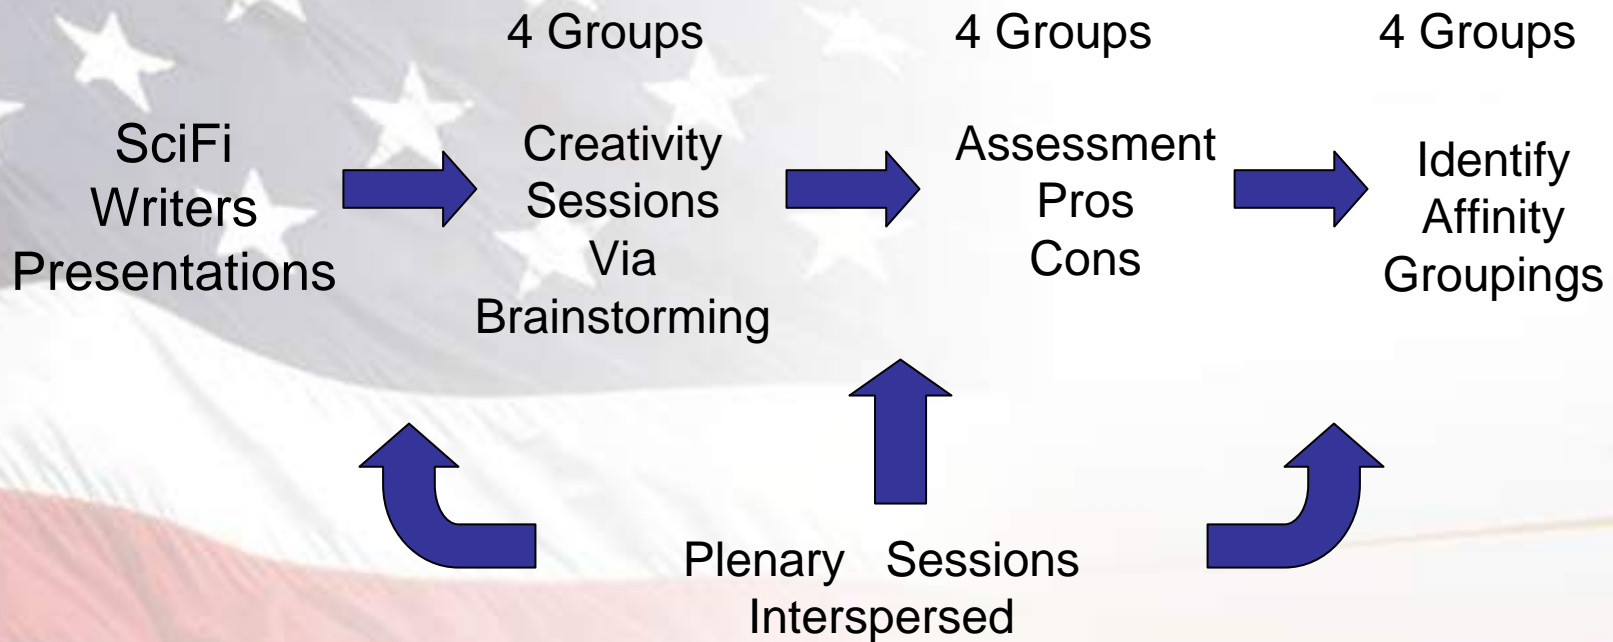 4 Groups
4 Groups
4 Groups
SciFi
Writers
Presentations
Creativity
Sessions
Via
Brainstorming
Assessment
Pros
Cons
Identify
Affinity
Groupings
Plenary Sessions
Interspersed